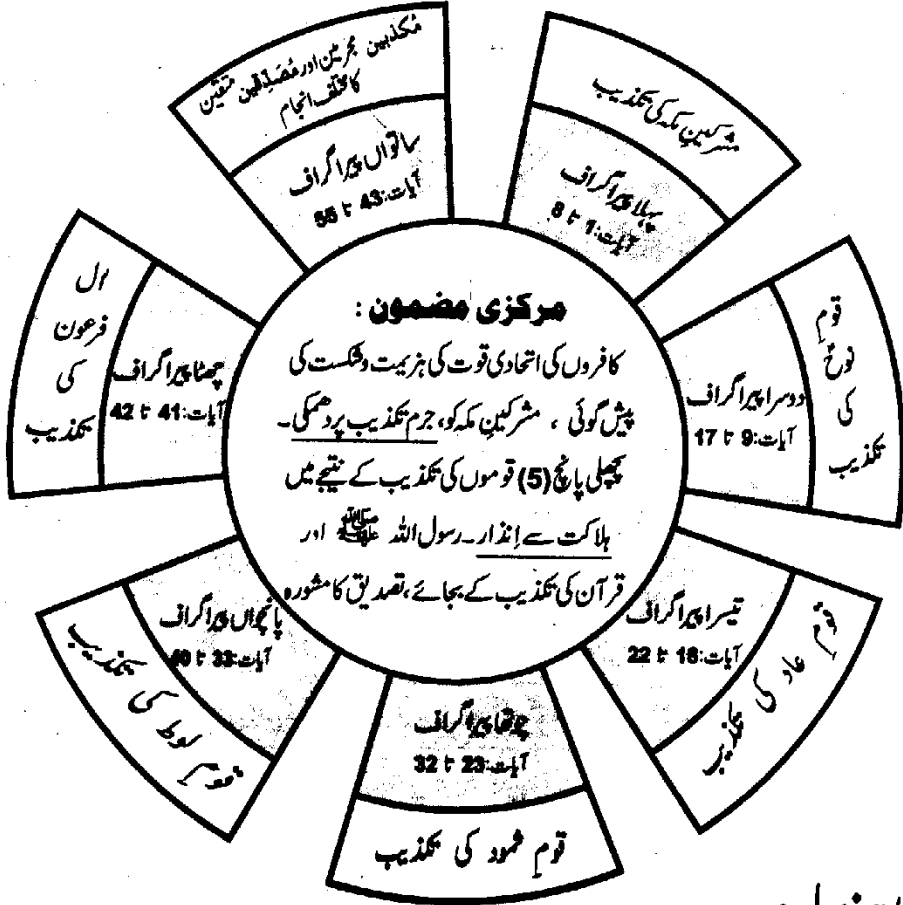 مرکزی مضمون :
کافروں کی اتحادی قوت کی ہزیمت وشکست کی
پیش گوئی ، مشرکینِ مکہ کو، جرم تکذیب پر دھمکی۔
پچھلی پانچ (5) قوموں کی تکذیب کے نتیجے میں
ہلاکت سے اِنذار۔ رسول اللہ ﷺ اور
قرآن کی تکذیب کے بجائے ، تصدیق کا مشورہ
مشرکینِ مکہ کی تکذیب
پہلا پیراگراف
آیات: 1 تا 8
قومِ
نوحؑ
کی
تکذیب
دوسرا پیراگراف
آیات: 9 تا 17
قومِ عاد کی تکذیب
تیسرا پیراگراف
آیات: 18 تا 22
چوتھا پیراگراف
آیات: 23 تا 32
قومِ ثمود کی تکذیب
پانچواں پیراگراف
آیات: 33 تا 40
قومِ لوط کی تکذیب
ال
فرعون
کی
تکذیب
چھٹا پیراگراف
آیات: 41 تا 42
مُکذبین مجرمین اور مُصَدِّقین متقین
کا مختلف انجام
ساتواں پیراگراف
آیات: 43 تا 55